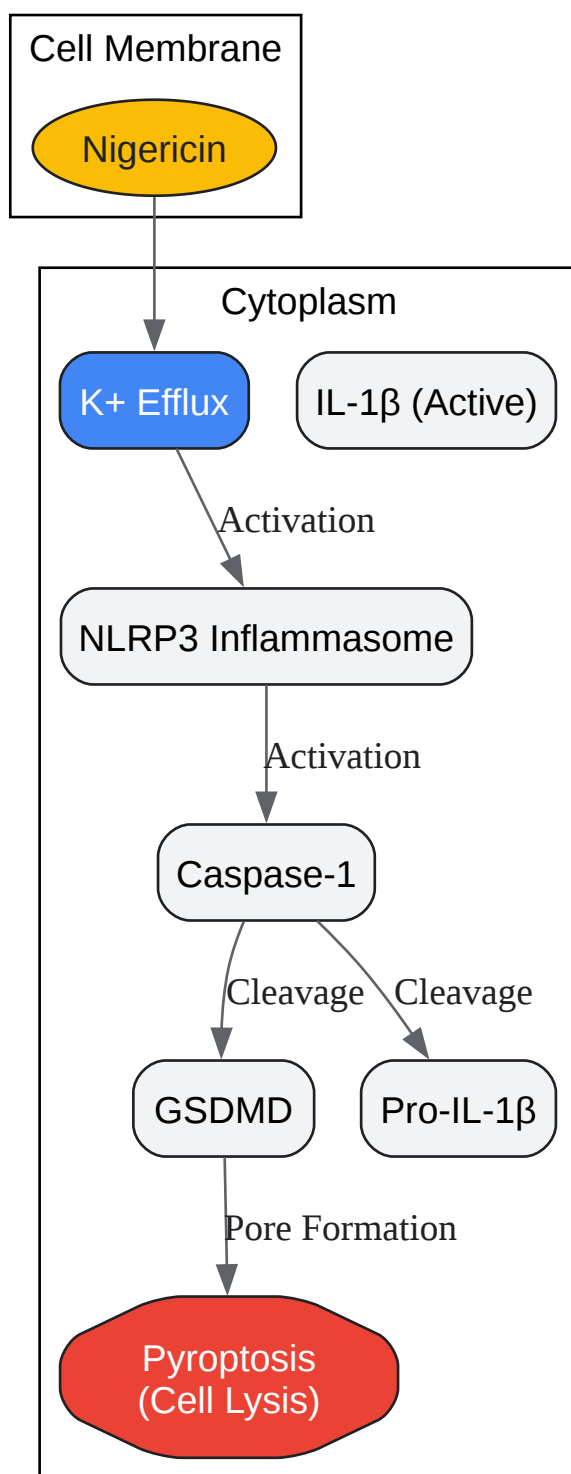 Cell Membrane
Nigericin
Cytoplasm
K+ Efflux
IL-1β (Active)
Activation
NLRP3 Inflammasome
Activation
Caspase-1
Cleavage
Cleavage
GSDMD
Pro-IL-1β
Pore Formation
Pyroptosis
(Cell Lysis)